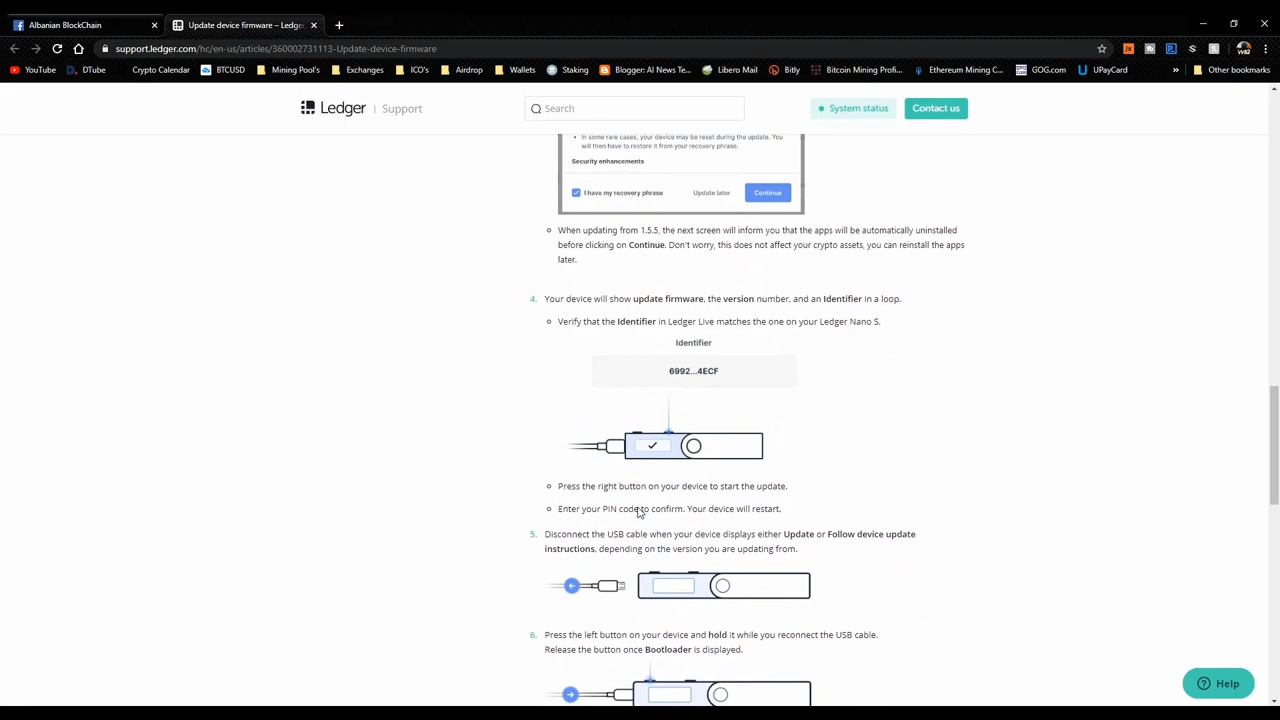 Albanian BlockChain
Update device firmware – Ledge
support.ledger.com/hc/en-us/articles/360002731113-Update-device-firmware
YouTube DTube Crypto Calendar BTCUSD Mining Pool's Exchanges ICO's Airdrop Wallets Staking Blogger: AI News Te... Libero Mail Bitly Bitcoin Mining Profi... Ethereum Mining C... GOG.com UPayCard » Other bookmarks
Ledger | Support
Search
System status
Contact us
• In some rare cases, your device may be reset during the update. You
will then have to restore it from your recovery phrase.
Security enhancements
I have my recovery phrase Update later Continue
When updating from 1.5.5, the next screen will inform you that the apps will be automatically uninstalled
before clicking on Continue. Don't worry, this does not affect your crypto assets, you can reinstall the apps
later.
4. Your device will show update firmware, the version number, and an Identifier in a loop.
Verify that the Identifier in Ledger Live matches the one on your Ledger Nano S.
Identifier
6992...4ECF
Press the right button on your device to start the update.
Enter your PIN code to confirm. Your device will restart.
5. Disconnect the USB cable when your device displays either Update or Follow device update
instructions, depending on the version you are updating from.
6. Press the left button on your device and hold it while you reconnect the USB cable.
Release the button once Bootloader is displayed.
Help